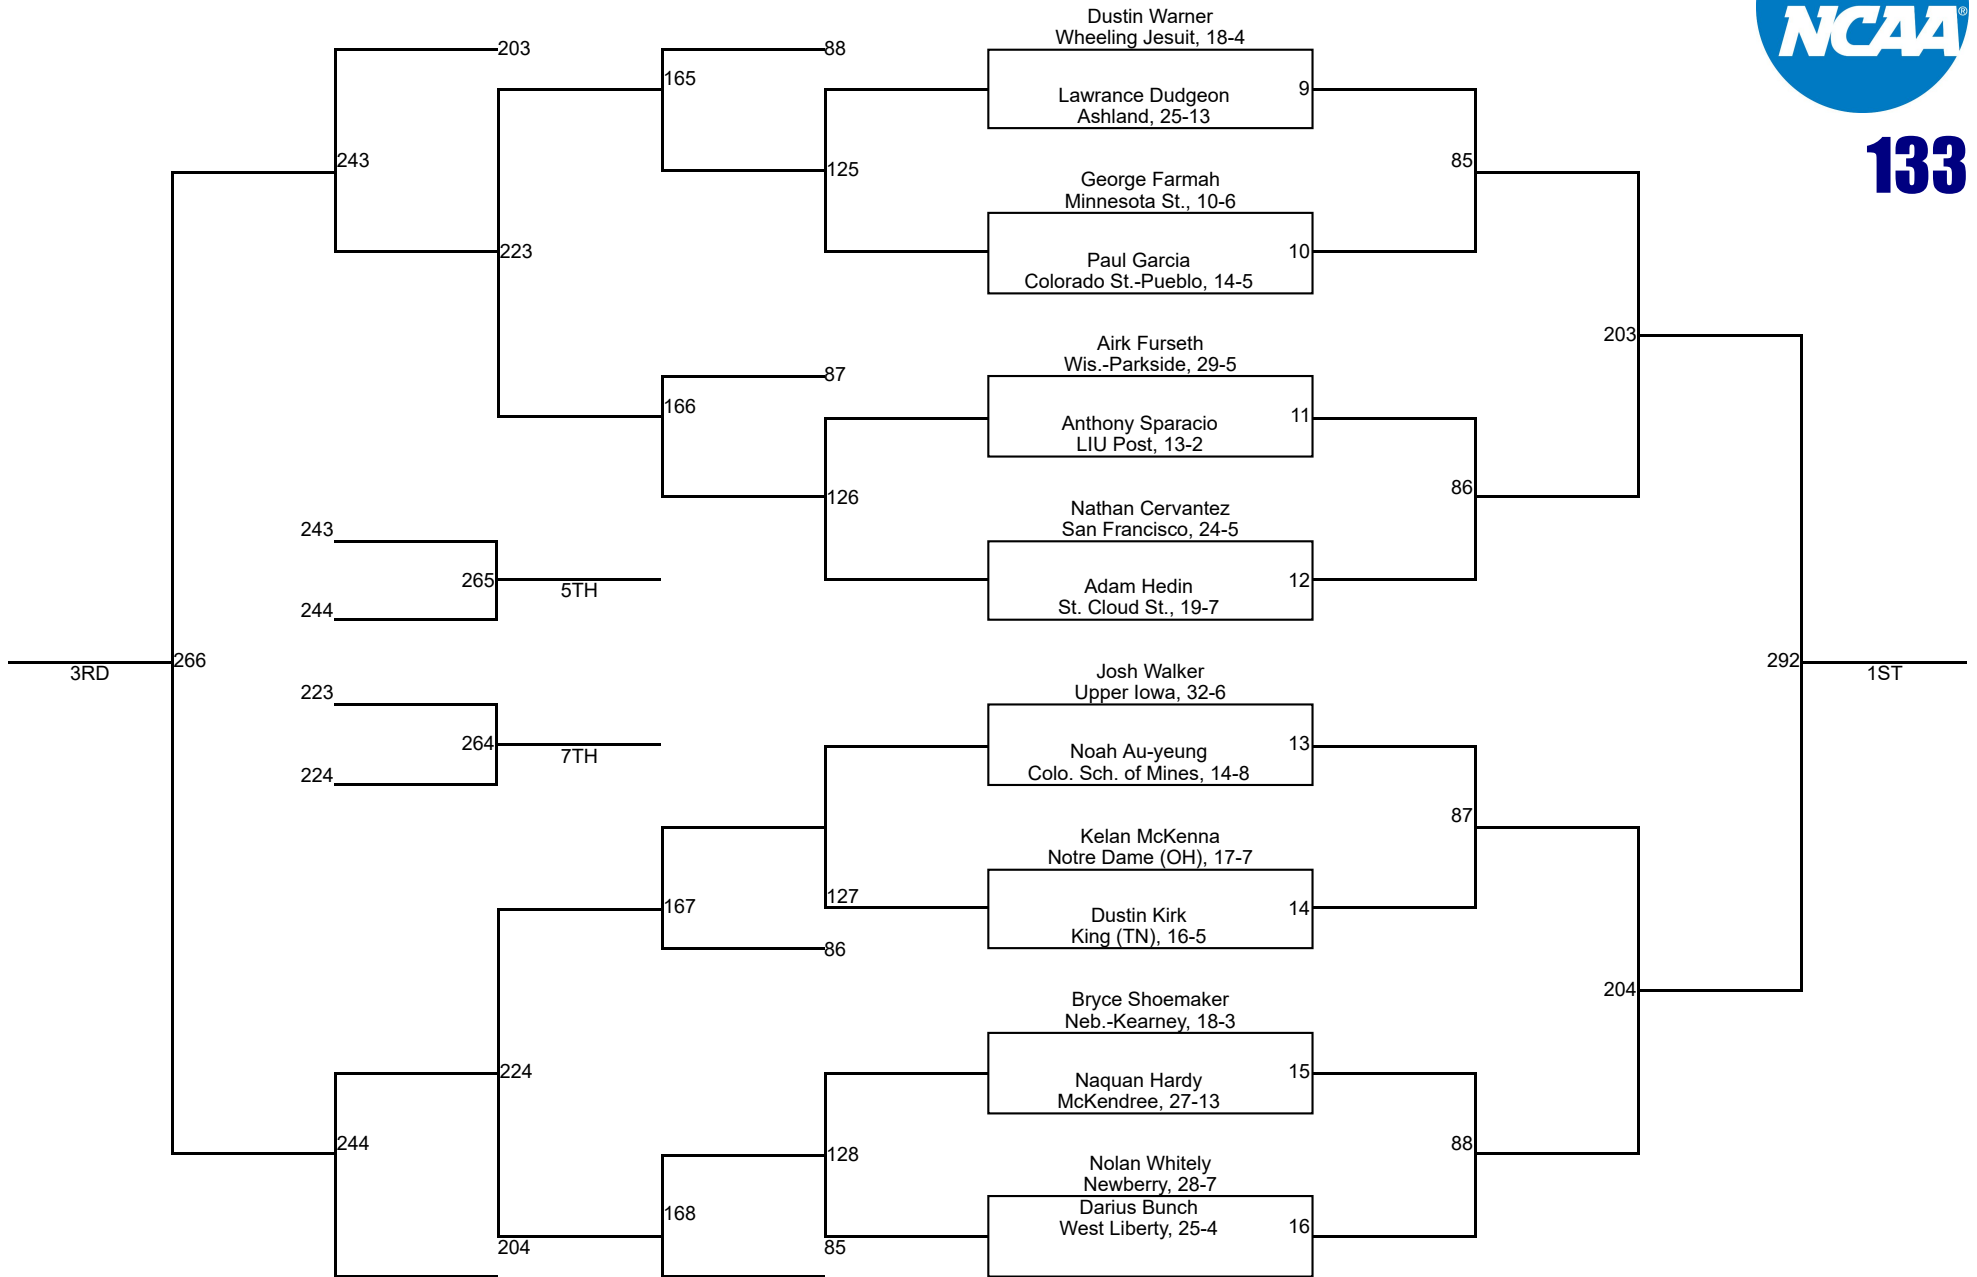 Dustin Warner
Wheeling Jesuit, 18-4
NCAA®
203
88
165
Lawrance Dudgeon
Ashland, 25-13
9
133
243
125
85
George Farmah
Minnesota St., 10-6
223
10
Paul Garcia
Colorado St.-Pueblo, 14-5
203
Airk Furseth
Wis.-Parkside, 29-5
87
166
Anthony Sparacio
LIU Post, 13-2
11
126
86
Nathan Cervantez
San Francisco, 24-5
243
265
5TH
Adam Hedin
St. Cloud St., 19-7
12
244
3RD
266
292
1ST
Josh Walker
Upper Iowa, 32-6
223
264
7TH
Noah Au-yeung
Colo. Sch. of Mines, 14-8
13
224
87
Kelan McKenna
Notre Dame (OH), 17-7
127
167
Dustin Kirk
King (TN), 16-5
14
86
204
Bryce Shoemaker
Neb.-Kearney, 18-3
224
Naquan Hardy
McKendree, 27-13
15
244
128
88
Nolan Whitely
Newberry, 28-7
168
Darius Bunch
West Liberty, 25-4
16
204
85